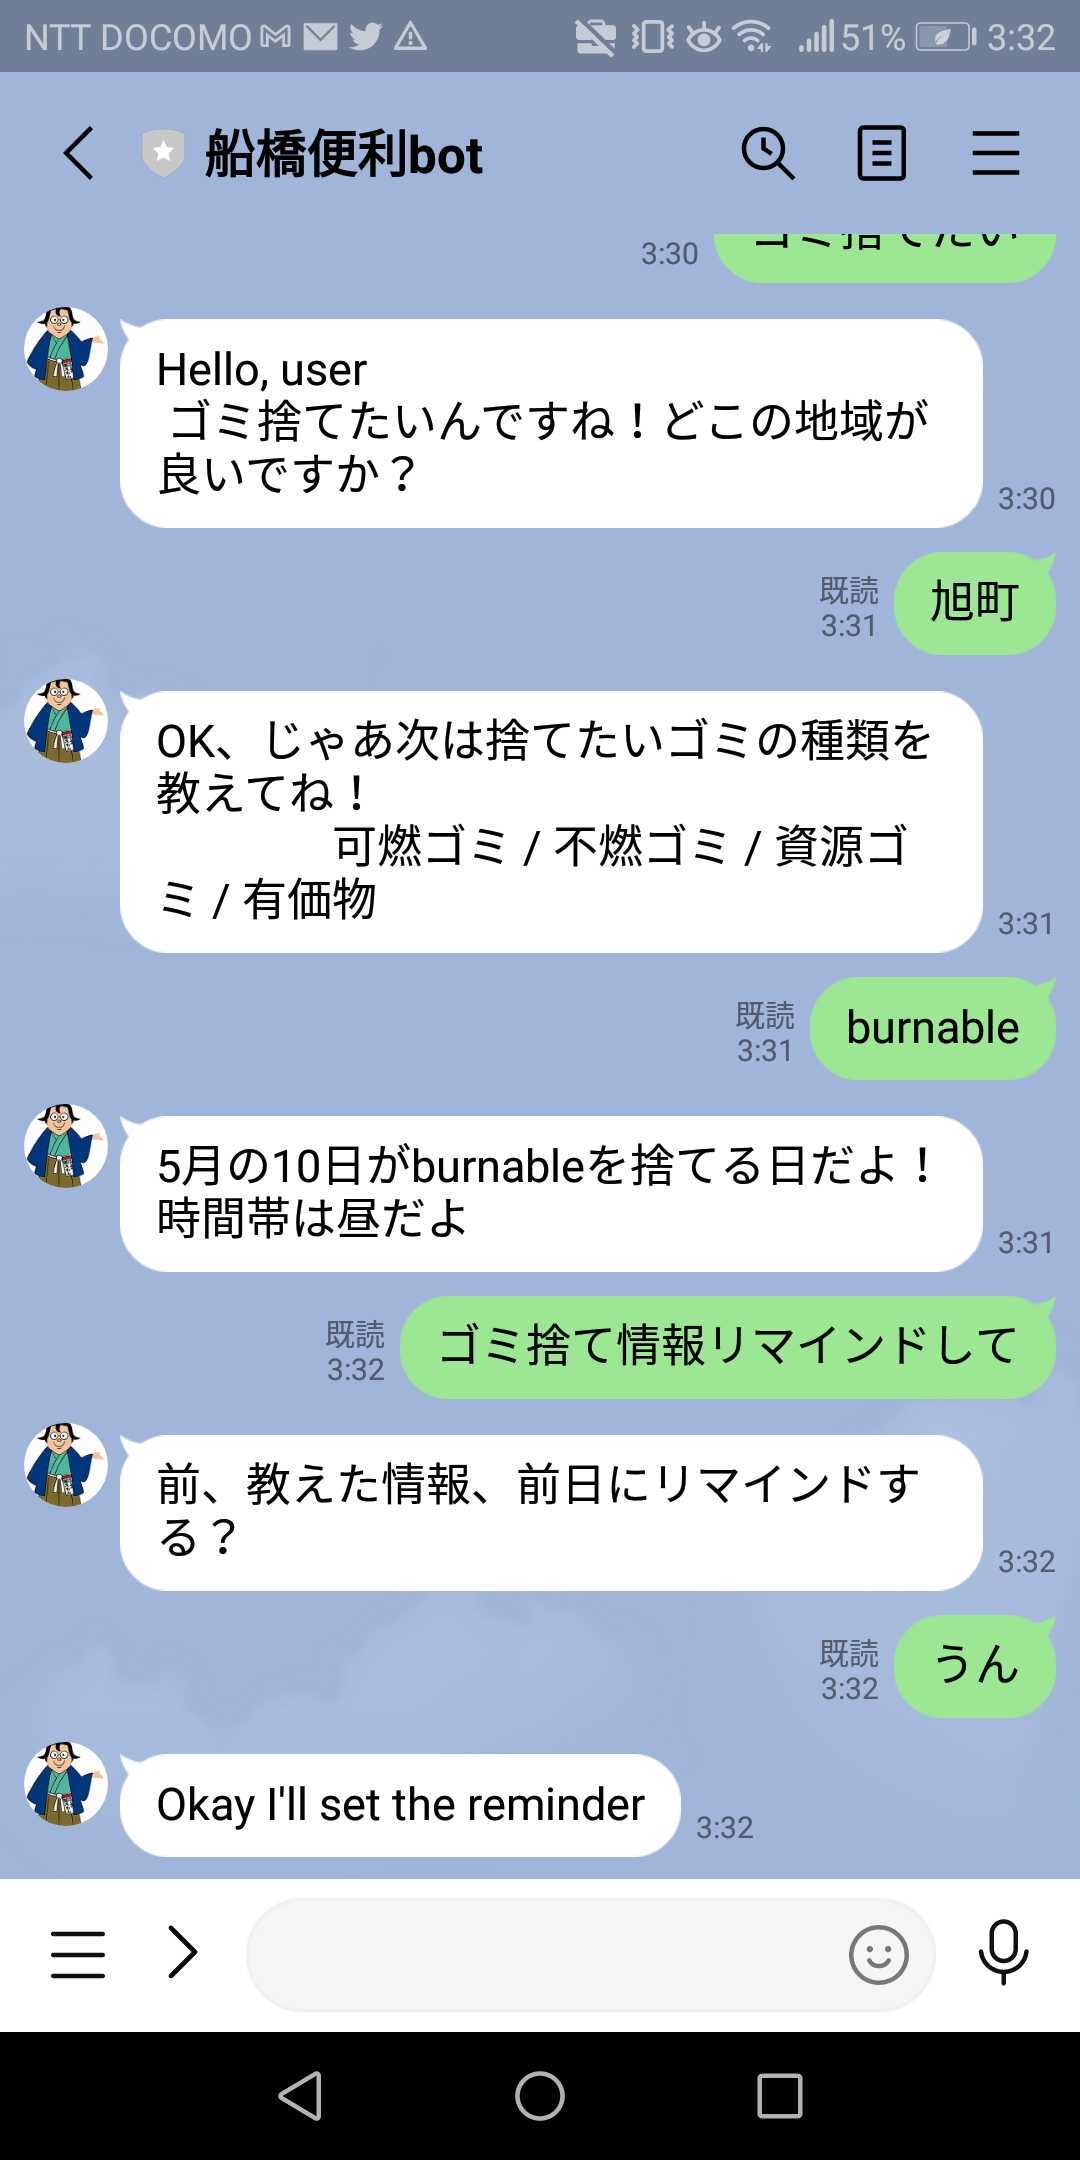 NTT DOCOMO 51% 3:32
船橋便利bot
ゴミ捨てたい
3:30
Hello, user
ゴミ捨てたいんですね！どこの地域が
良いですか？
3:30
既読
3:31
旭町
OK、じゃあ次は捨てたいゴミの種類を
教えてね！
可燃ゴミ / 不燃ゴミ / 資源ゴ
ミ / 有価物
3:31
既読
3:31
burnable
5月の10日がburnableを捨てる日だよ！
時間帯は昼だよ
3:31
既読
3:32
ゴミ捨て情報リマインドして
前、教えた情報、前日にリマインドす
る？
3:32
既読
3:32
うん
Okay I'll set the reminder
3:32